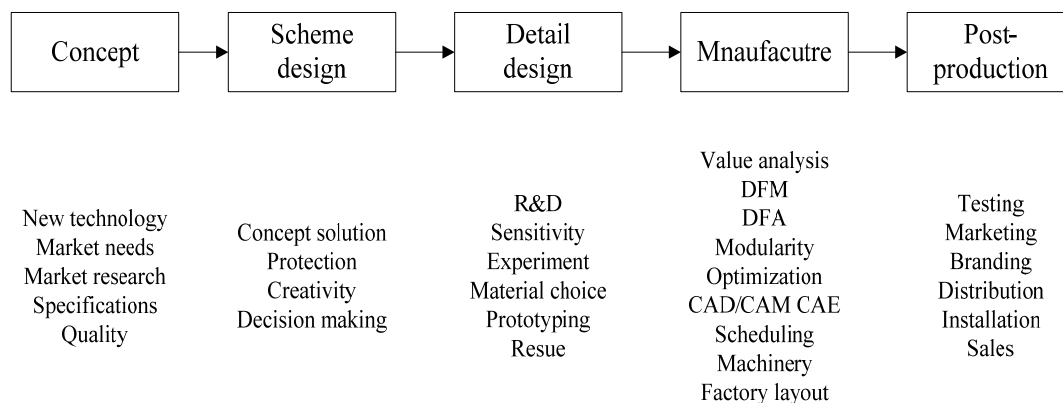 Concept
Scheme
design
Detail
design
Mnaufacutre
Post-
production
New technology
Market needs
Market research
Specifications
Quality
Concept solution
Protection
Creativity
Decision making
R&D
Sensitivity
Experiment
Material choice
Prototyping
Resue
Value analysis
DFM
DFA
Modularity
Optimization
CAD/CAM CAE
Scheduling
Machinery
Factory layout
Testing
Marketing
Branding
Distribution
Installation
Sales